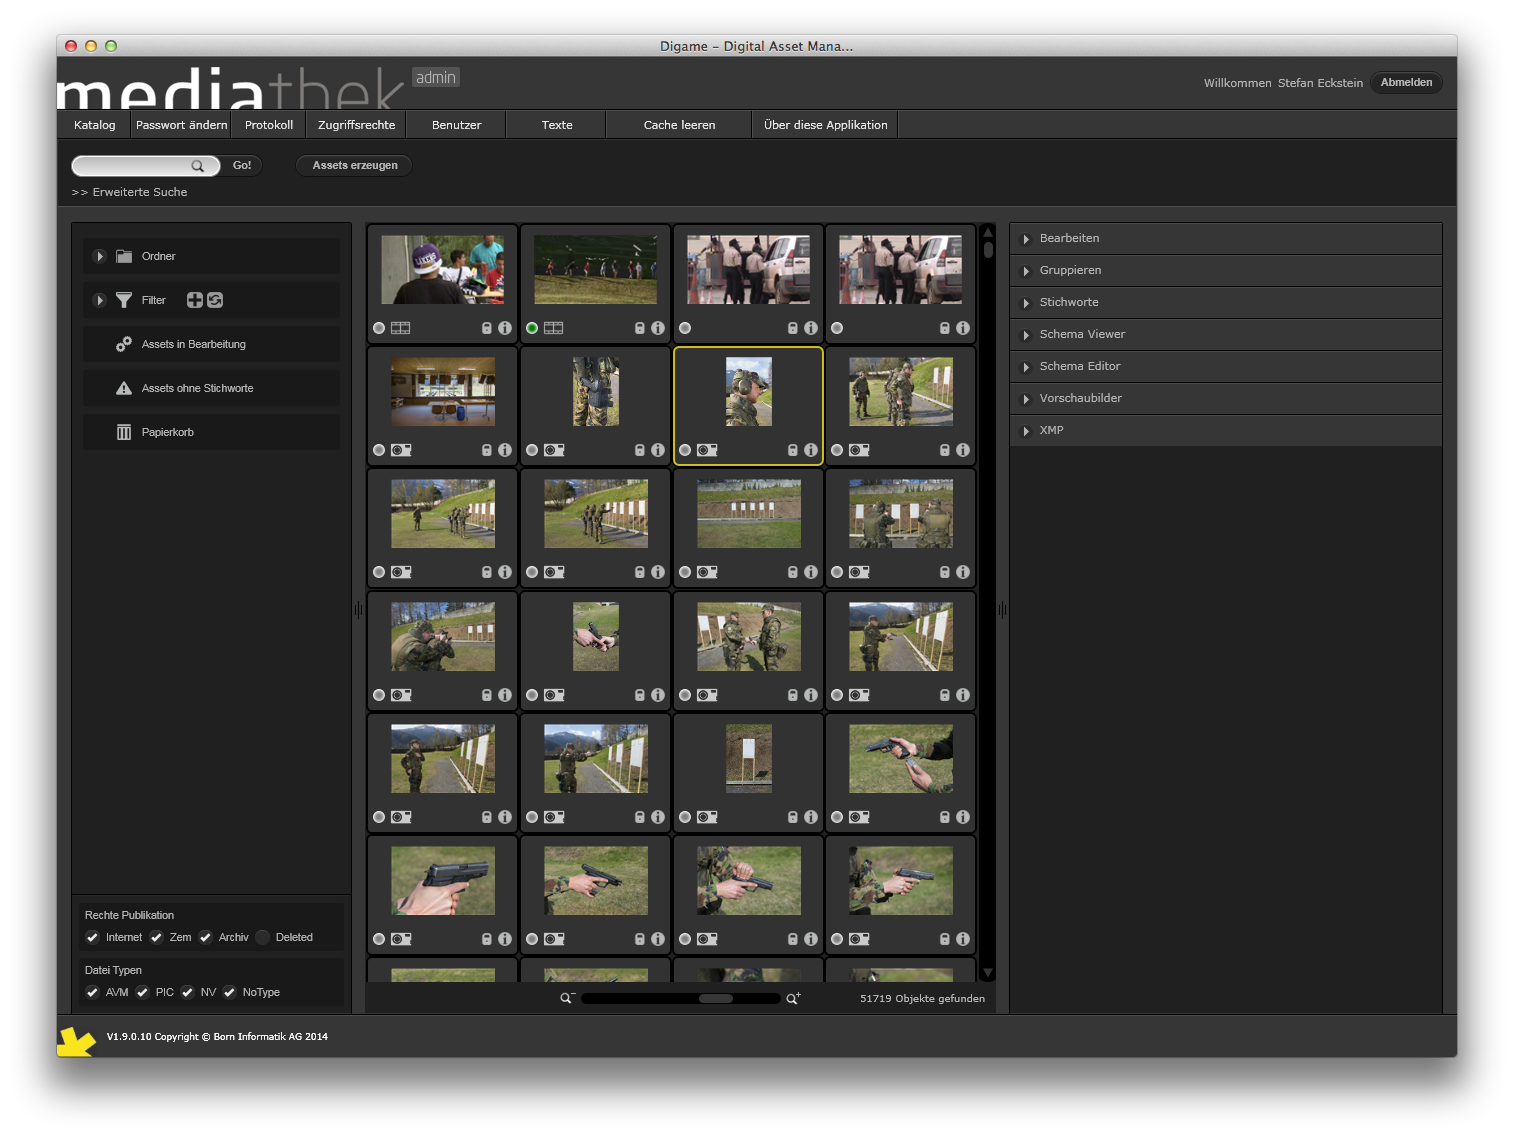 Digame – Digital Asset Mana...
mediathek admin
Willkommen Stefan Eckstein Abmelden
Katalog Passwort ändern Protokoll Zugriffsrechte Benutzer Texte Cache leeren Über diese Applikation
Go! Assets erzeugen
>> Erweiterte Suche
Ordner
Filter
Assets in Bearbeitung
Assets ohne Stichworte
Papierkorb
Bearbeiten
Gruppieren
Stichworte
Schema Viewer
Schema Editor
Vorschaubilder
XMP
Rechte Publikation
Internet Zem Archiv Deleted
Datei Typen
AVM PIC NV NoType
51719 Objekte gefunden
V1.9.0.10 Copyright © Born Informatik AG 2014